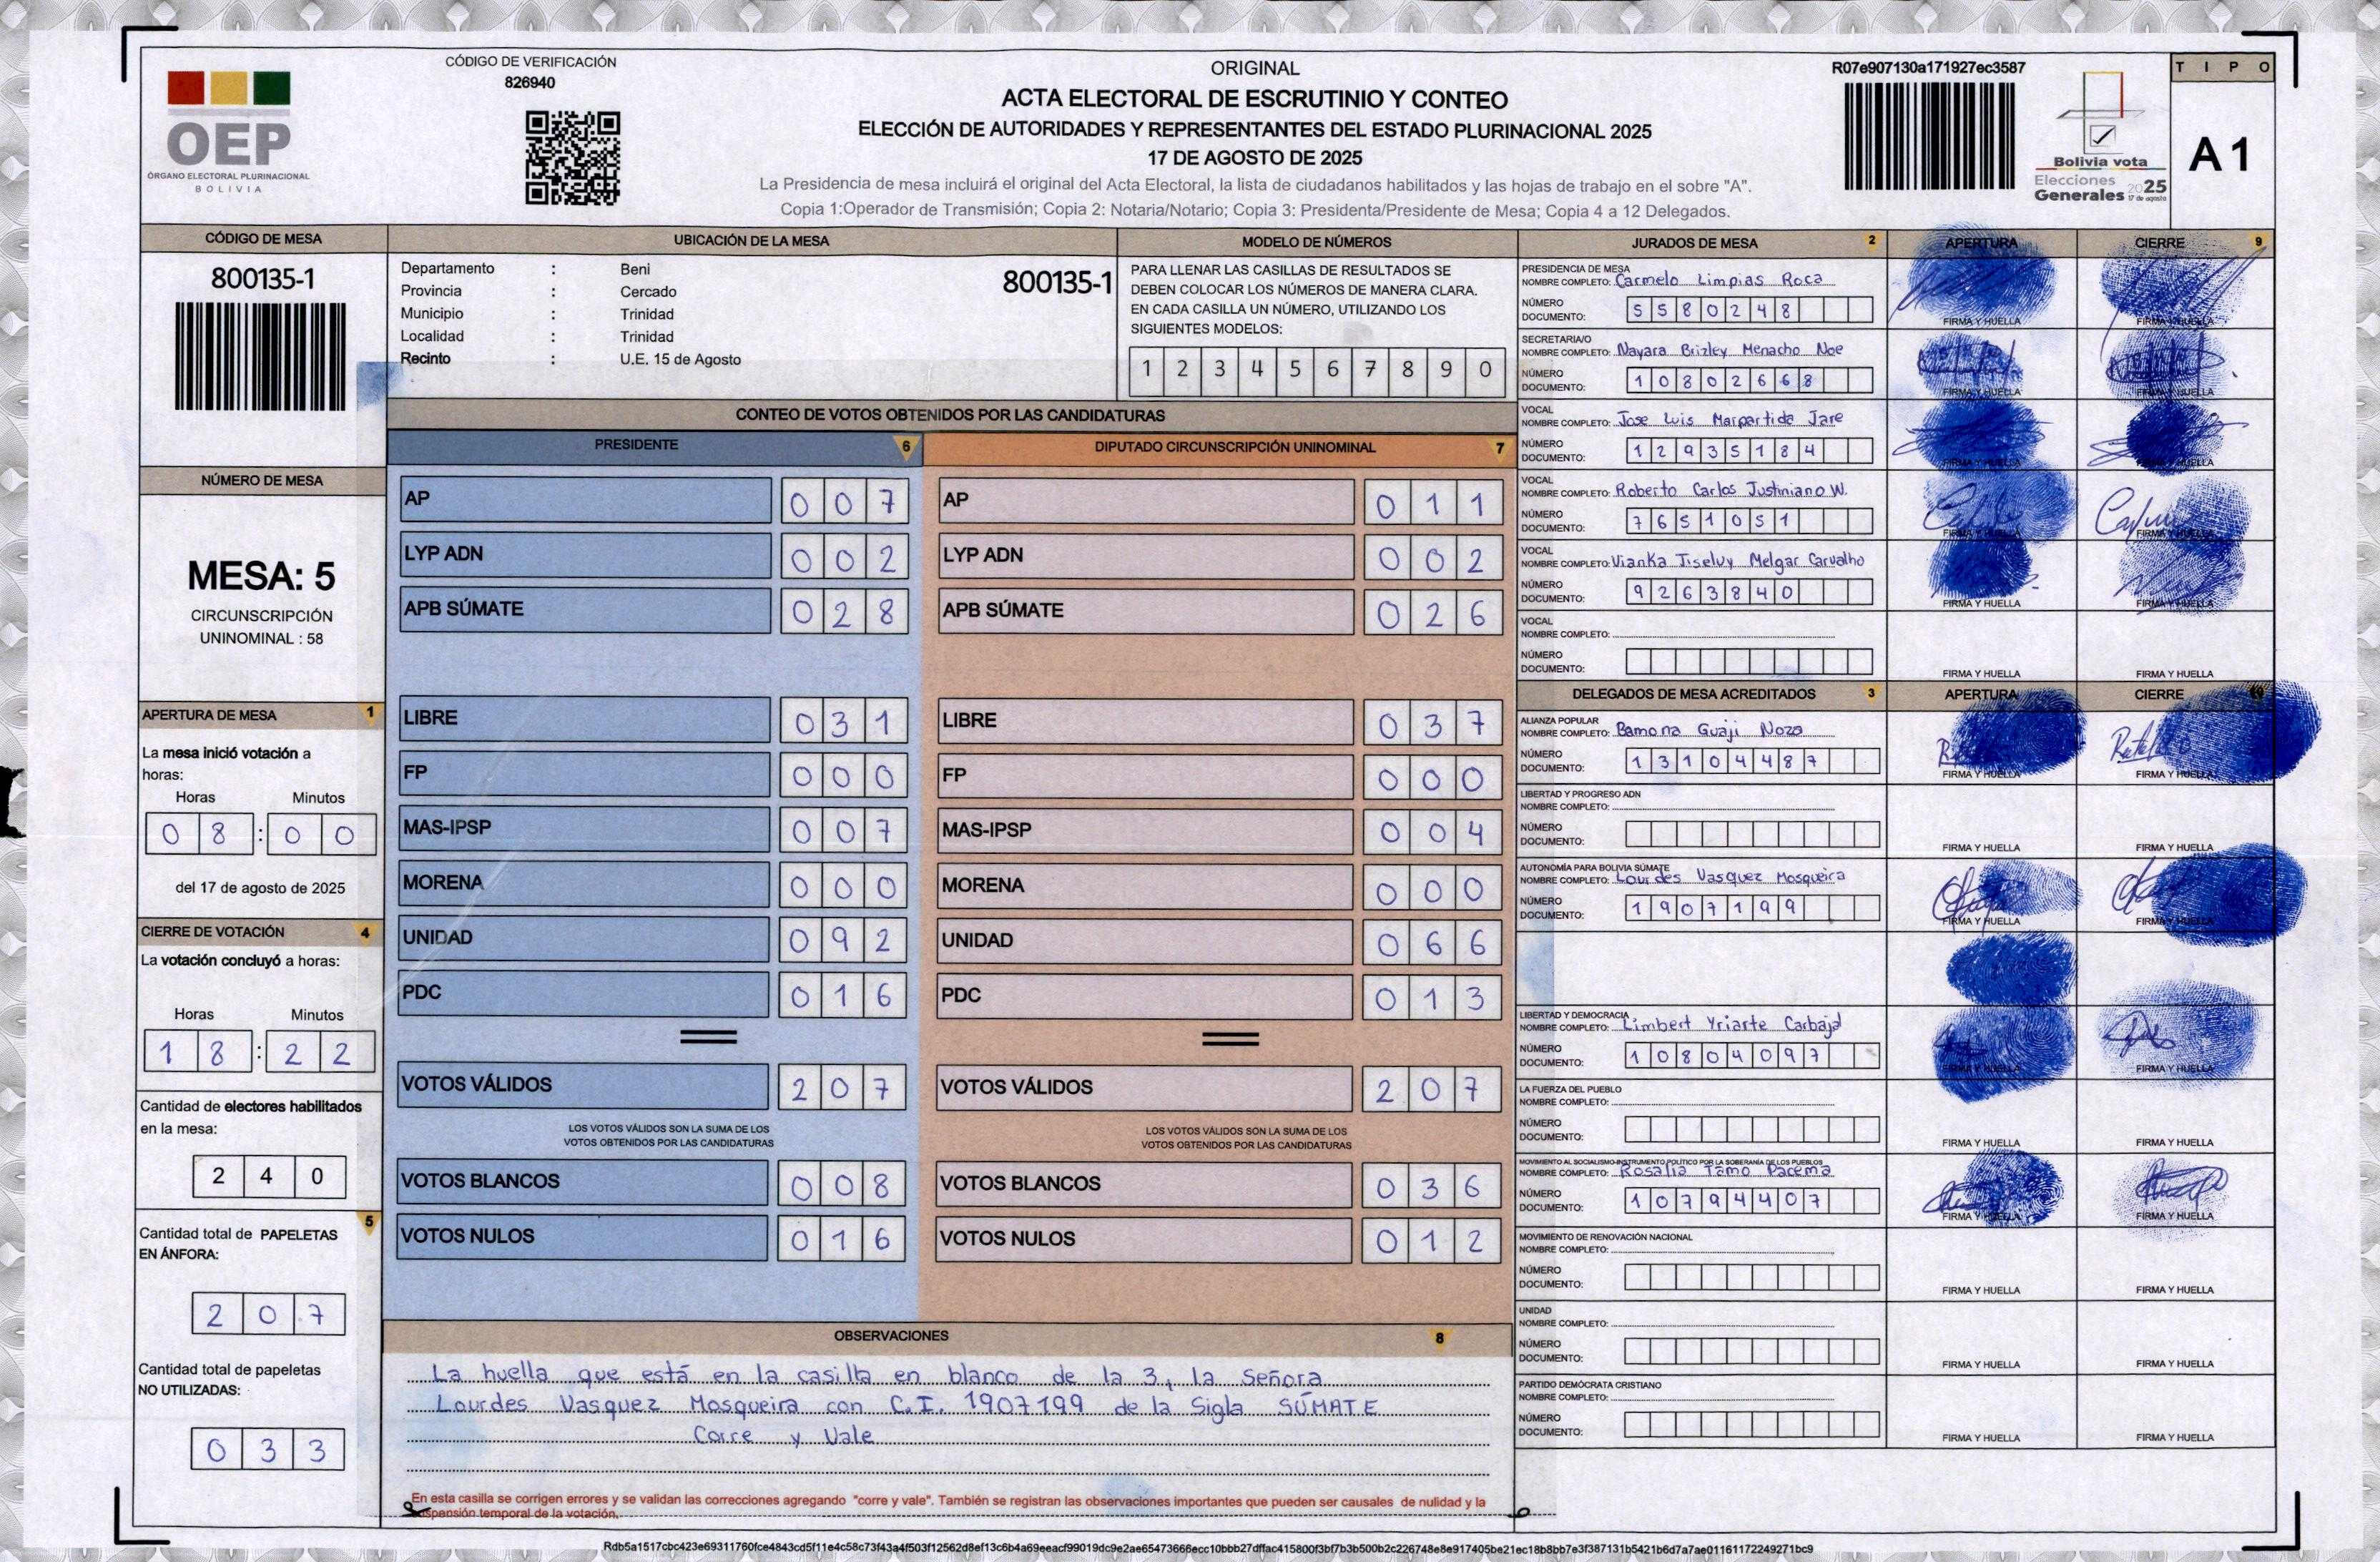 CÓDIGO DE VERIFICACIÓN
826940
OEP
ÓRGANO ELECTORAL PLURINACIONAL
BOLIVIA
ORIGINAL
ACTA ELECTORAL DE ESCRUTINIO Y CONTEO
ELECCIÓN DE AUTORIDADES Y REPRESENTANTES DEL ESTADO PLURINACIONAL 2025
17 DE AGOSTO DE 2025
La Presidencia de mesa incluirá el original del Acta Electoral, la lista de ciudadanos habilitados y las hojas de trabajo en el sobre "A".
Copia 1:Operador de Transmisión; Copia 2: Notaria/Notario; Copia 3: Presidenta/Presidente de Mesa; Copia 4 a 12 Delegados.
R07e907130a171927ec3587
Bolivia vota
Elecciones
Generales 2025
17 de agosto
TIPO
A1
CÓDIGO DE MESA
800135-1
NÚMERO DE MESA
MESA: 5
CIRCUNSCRIPCIÓN
UNINOMINAL : 58
APERTURA DE MESA 1
La mesa inició votación a
horas:
Horas Minutos
0 8 : 0 0
del 17 de agosto de 2025
CIERRE DE VOTACIÓN 4
La votación concluyó a horas:
Horas Minutos
1 8 : 2 2
Cantidad de electores habilitados
en la mesa:
2 4 0
5
Cantidad total de PAPELETAS
EN ÁNFORA:
2 0 7
Cantidad total de papeletas
NO UTILIZADAS:
0 3 3
UBICACIÓN DE LA MESA
Departamento : Beni
800135-1
Provincia : Cercado
Municipio : Trinidad
Localidad : Trinidad
Recinto : U.E. 15 de Agosto
MODELO DE NÚMEROS
PARA LLENAR LAS CASILLAS DE RESULTADOS SE
DEBEN COLOCAR LOS NÚMEROS DE MANERA CLARA.
EN CADA CASILLA UN NÚMERO, UTILIZANDO LOS
SIGUIENTES MODELOS:
1 2 3 4 5 6 7 8 9 0
CONTEO DE VOTOS OBTENIDOS POR LAS CANDIDATURAS
PRESIDENTE 6
AP 0 0 7
LYP ADN 0 0 2
APB SÚMATE 0 2 8
LIBRE 0 3 1
FP 0 0 0
MAS-IPSP 0 0 7
MORENA 0 0 0
UNIDAD 0 9 2
PDC 0 1 6
VOTOS VÁLIDOS 2 0 7
LOS VOTOS VÁLIDOS SON LA SUMA DE LOS
VOTOS OBTENIDOS POR LAS CANDIDATURAS
VOTOS BLANCOS 0 0 8
VOTOS NULOS 0 1 6
DIPUTADO CIRCUNSCRIPCIÓN UNINOMINAL 7
AP 0 1 1
LYP ADN 0 0 2
APB SÚMATE 0 2 6
LIBRE 0 3 7
FP 0 0 0
MAS-IPSP 0 0 4
MORENA 0 0 0
UNIDAD 0 6 6
PDC 0 1 3
VOTOS VÁLIDOS 2 0 7
LOS VOTOS VÁLIDOS SON LA SUMA DE LOS
VOTOS OBTENIDOS POR LAS CANDIDATURAS
VOTOS BLANCOS 0 3 6
VOTOS NULOS 0 1 2
OBSERVACIONES 8
La huella que está en la casilla en blanco de la 3, la Señora
Lourdes Vasquez Mosqueira con C.I. 1907199 de la Sigla SÚMATE
Corre y Vale
En esta casilla se corrigen errores y se validan las correcciones agregando "corre y vale". También se registran las observaciones importantes que pueden ser causales de nulidad y la
suspensión temporal de la votación.
JURADOS DE MESA 2 APERTURA CIERRE 9
PRESIDENCIA DE MESA
NOMBRE COMPLETO: Carmelo Limpias Roca
NÚMERO
DOCUMENTO: 5 5 8 0 2 4 8
FIRMA Y HUELLA FIRMA Y HUELLA
SECRETARIA/O
NOMBRE COMPLETO: Nayara Brizley Menacho Noe
NÚMERO
DOCUMENTO: 1 0 8 0 2 6 6 8
FIRMA Y HUELLA FIRMA Y HUELLA
VOCAL
NOMBRE COMPLETO: Jose Luis Marpartida Jare
NÚMERO
DOCUMENTO: 1 2 9 3 5 1 8 4
FIRMA Y HUELLA FIRMA Y HUELLA
VOCAL
NOMBRE COMPLETO: Roberto Carlos Justiniano W.
NÚMERO
DOCUMENTO: 7 6 5 1 0 5 1
FIRMA Y HUELLA FIRMA Y HUELLA
VOCAL
NOMBRE COMPLETO: Vianka Jiselvy Melgar Carvalho
NÚMERO
DOCUMENTO: 9 2 6 3 8 4 0
FIRMA Y HUELLA FIRMA Y HUELLA
VOCAL
NOMBRE COMPLETO:
NÚMERO
DOCUMENTO:
FIRMA Y HUELLA FIRMA Y HUELLA
DELEGADOS DE MESA ACREDITADOS 3 APERTURA CIERRE 10
ALIANZA POPULAR
NOMBRE COMPLETO: Ramona Guaji Nozo
NÚMERO
DOCUMENTO: 1 3 1 0 4 4 8 7
FIRMA Y HUELLA FIRMA Y HUELLA
LIBERTAD Y PROGRESO ADN
NOMBRE COMPLETO:
NÚMERO
DOCUMENTO:
FIRMA Y HUELLA FIRMA Y HUELLA
AUTONOMÍA PARA BOLIVIA SÚMATE
NOMBRE COMPLETO: Lourdes Vasquez Mosqueira
NÚMERO
DOCUMENTO: 1 9 0 7 1 9 9
FIRMA Y HUELLA FIRMA Y HUELLA
LIBERTAD Y DEMOCRACIA
NOMBRE COMPLETO: Limbert Yriarte Carbajal
NÚMERO
DOCUMENTO: 1 0 8 0 4 0 9 7
FIRMA Y HUELLA FIRMA Y HUELLA
LA FUERZA DEL PUEBLO
NOMBRE COMPLETO:
NÚMERO
DOCUMENTO:
FIRMA Y HUELLA FIRMA Y HUELLA
MOVIMIENTO AL SOCIALISMO-INSTRUMENTO POLÍTICO POR LA SOBERANÍA DE LOS PUEBLOS
NOMBRE COMPLETO: Rosalia Tamo Pacema
NÚMERO
DOCUMENTO: 1 0 7 9 4 4 0 7
FIRMA Y HUELLA FIRMA Y HUELLA
MOVIMIENTO DE RENOVACIÓN NACIONAL
NOMBRE COMPLETO:
NÚMERO
DOCUMENTO:
FIRMA Y HUELLA FIRMA Y HUELLA
UNIDAD
NOMBRE COMPLETO:
NÚMERO
DOCUMENTO:
FIRMA Y HUELLA FIRMA Y HUELLA
PARTIDO DEMÓCRATA CRISTIANO
NOMBRE COMPLETO:
NÚMERO
DOCUMENTO:
FIRMA Y HUELLA FIRMA Y HUELLA